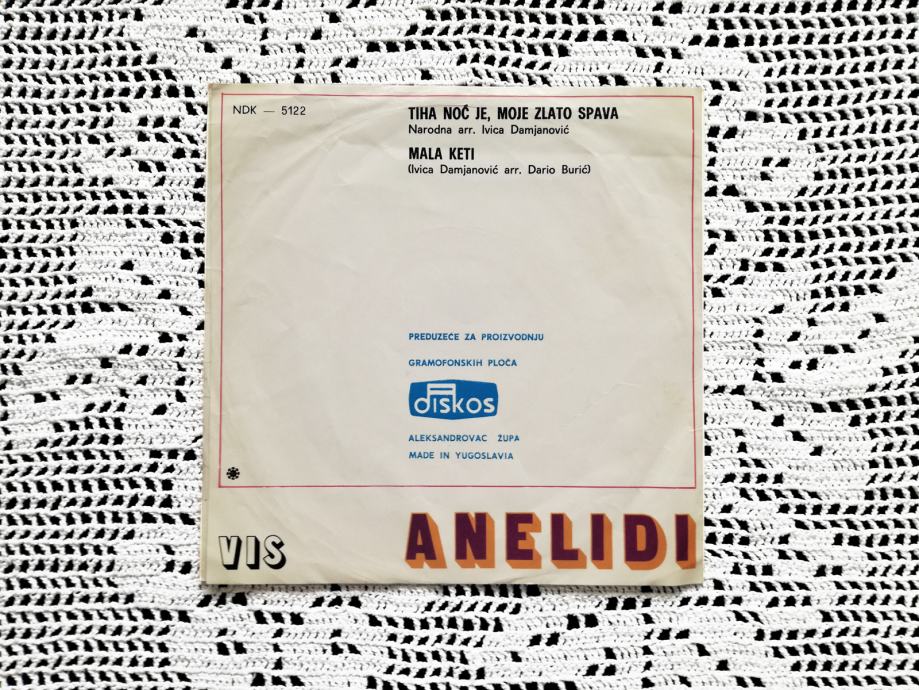 NDK — 5122
TIHA NOĆ JE, MOJE ZLATO SPAVA
Narodna arr. Ivica Damjanović
MALA KETI
(Ivica Damjanović arr. Dario Burić)
PREDUZEĆE ZA PROIZVODNJU
GRAMOFONSKIH PLOČA
diskos
ALEKSANDROVAC ŽUPA
MADE IN YUGOSLAVIA
VIS ANELIDI